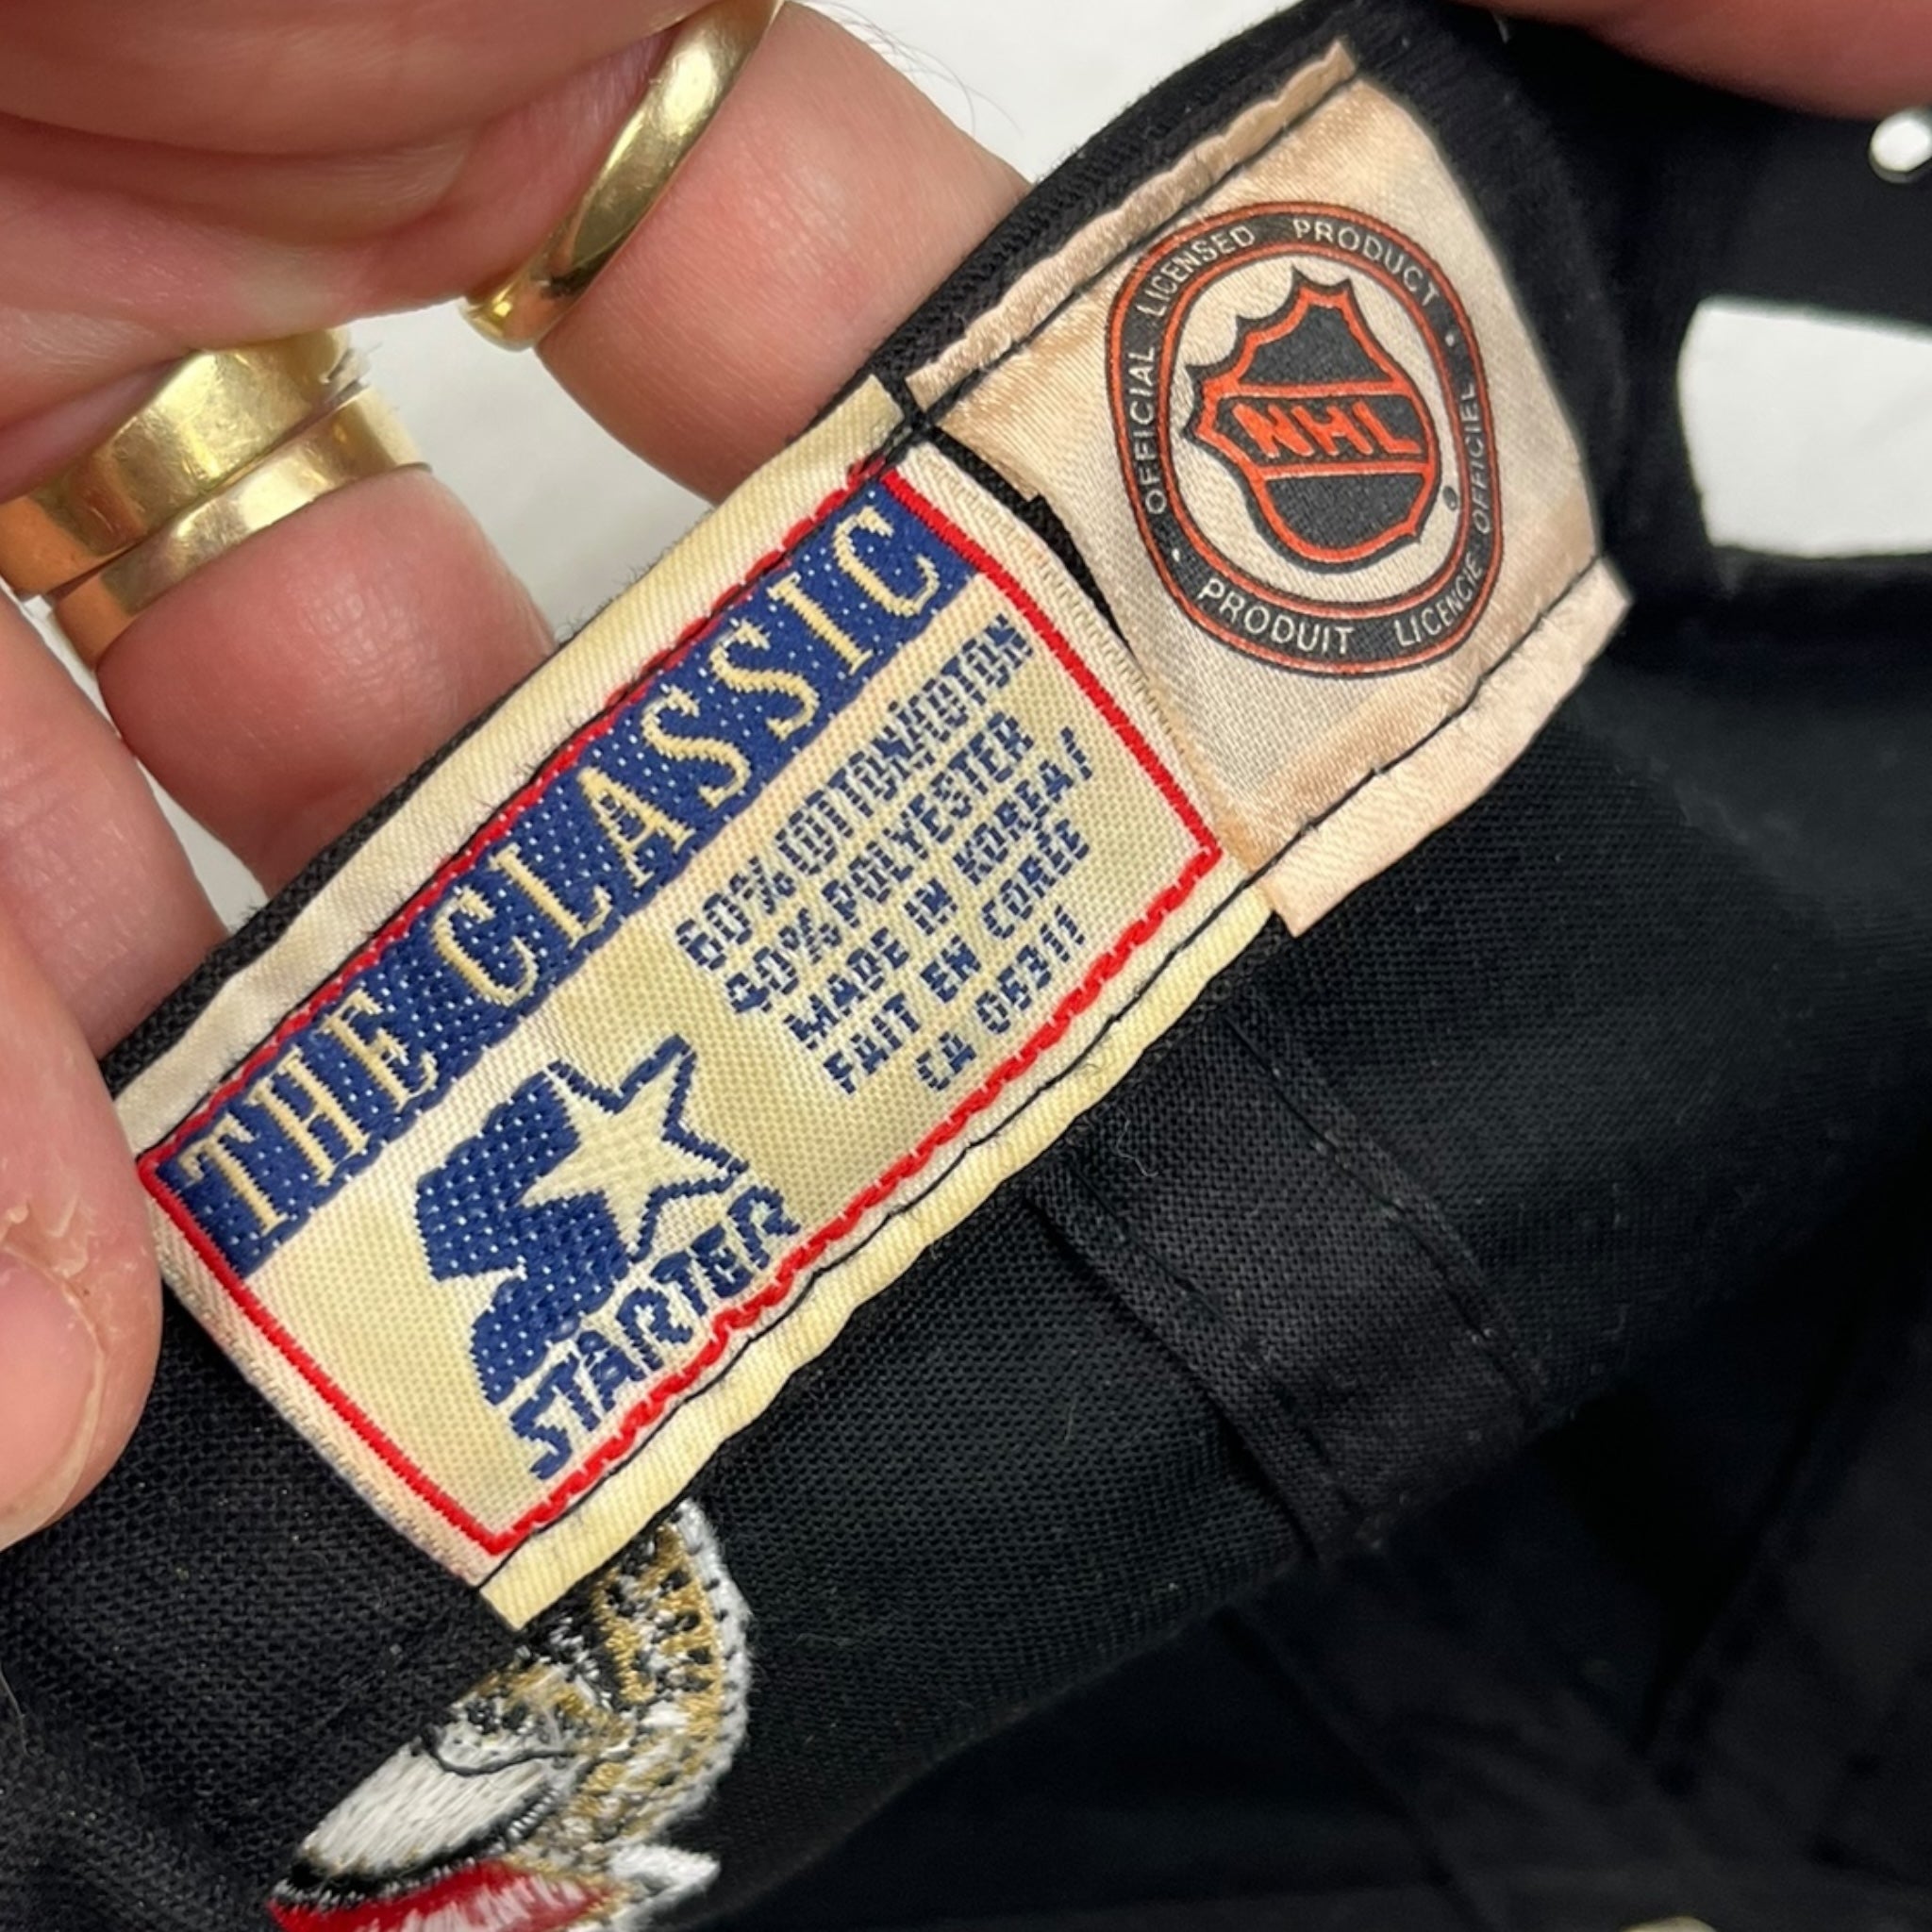 THE CLASSIC
60% COTTON/KOTON
40% POLYESTER
MADE IN KOREA/
FAIT EN COREE
CA 05311
STARTER
OFFICIAL LICENSED PRODUCT
NHL
PRODUIT LICENCIE OFFICIEL